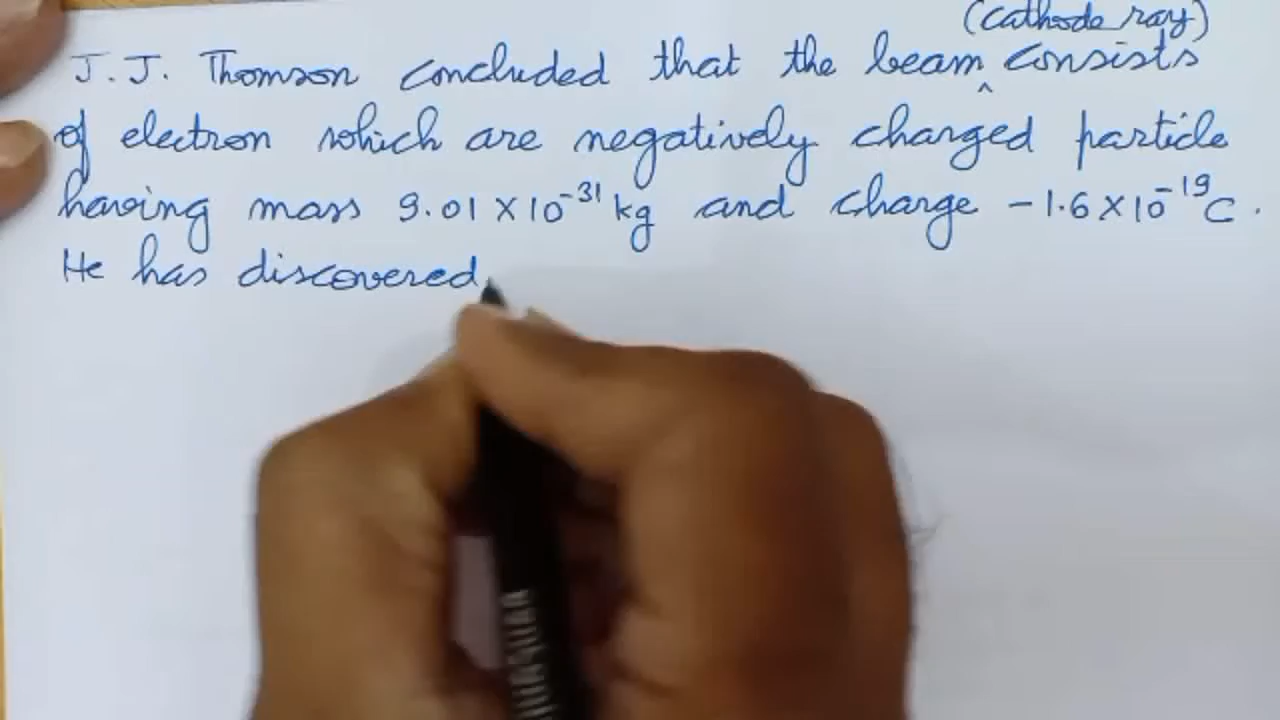 (cathode ray)
J.J. Thomson concluded that the beam ^ consists
of electron which are negatively charged particle
having mass 9.01 X 10⁻³¹ kg and charge -1.6 X 10⁻¹⁹ C.
He has discovered